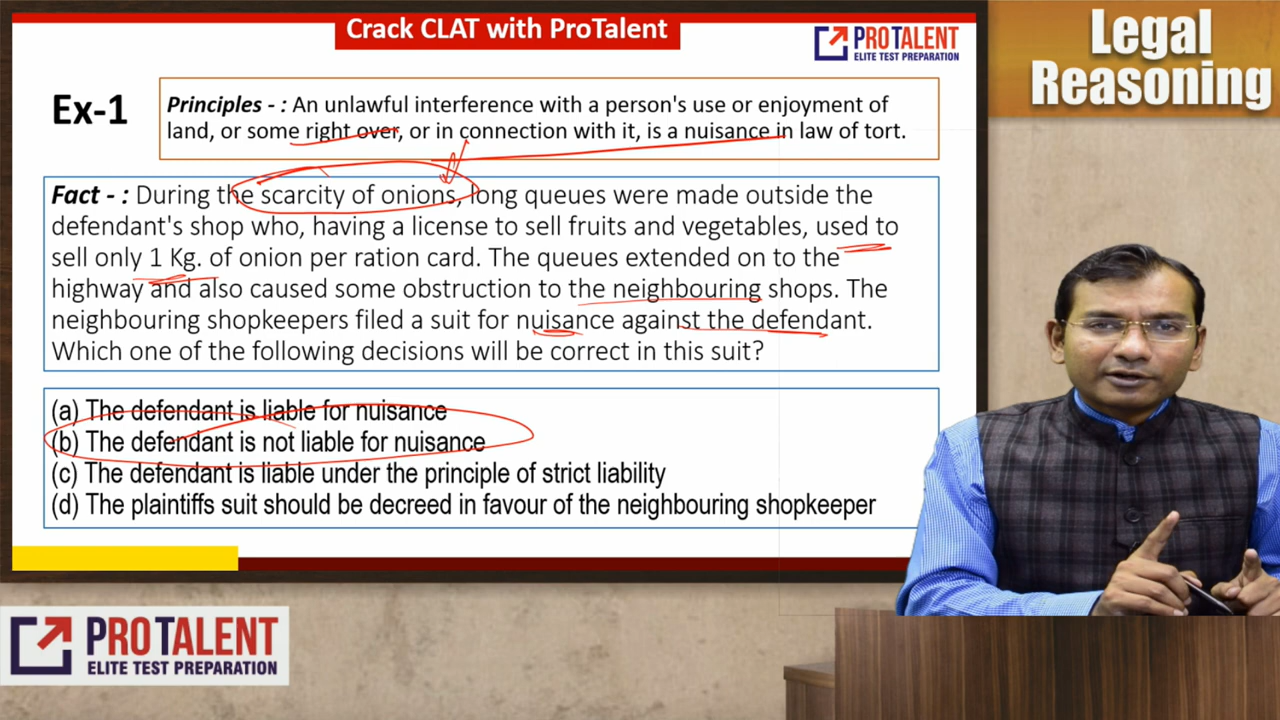 Crack CLAT with ProTalent
PROTALENT
ELITE TEST PREPARATION
Legal
Reasoning
Ex-1
Principles - : An unlawful interference with a person's use or enjoyment of
land, or some right over, or in connection with it, is a nuisance in law of tort.
Fact - : During the scarcity of onions, long queues were made outside the
defendant's shop who, having a license to sell fruits and vegetables, used to
sell only 1 Kg. of onion per ration card. The queues extended on to the
highway and also caused some obstruction to the neighbouring shops. The
neighbouring shopkeepers filed a suit for nuisance against the defendant.
Which one of the following decisions will be correct in this suit?
(a) The defendant is liable for nuisance
(b) The defendant is not liable for nuisance
(c) The defendant is liable under the principle of strict liability
(d) The plaintiffs suit should be decreed in favour of the neighbouring shopkeeper
PROTALENT
ELITE TEST PREPARATION